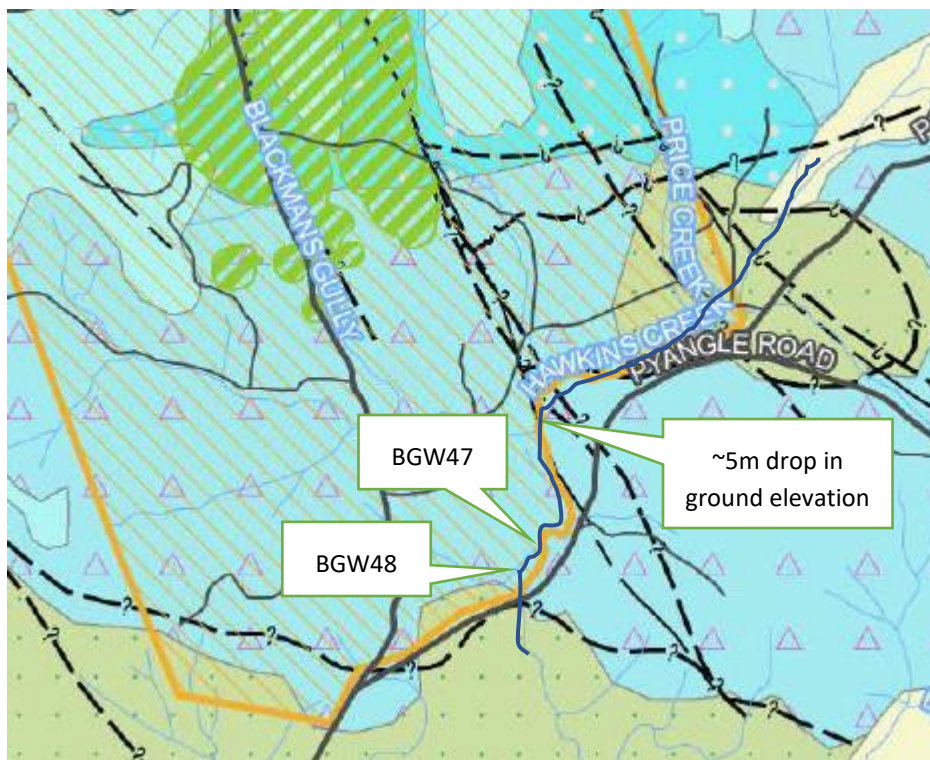 BLACKMANS GULLY
PRICE CREEK
HAWKINS CREEK
PYANGLE ROAD
P
BGW47
~5m drop in
ground elevation
BGW48